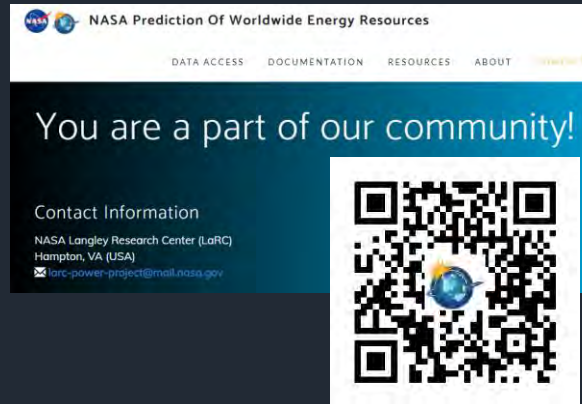 NASA
NASA Prediction Of Worldwide Energy Resources
DATA ACCESS DOCUMENTATION RESOURCES ABOUT
You are a part of our community!
Contact Information
NASA Langley Research Center (LaRC)
Hampton, VA (USA)
larc-power-project@mail.nasa.gov